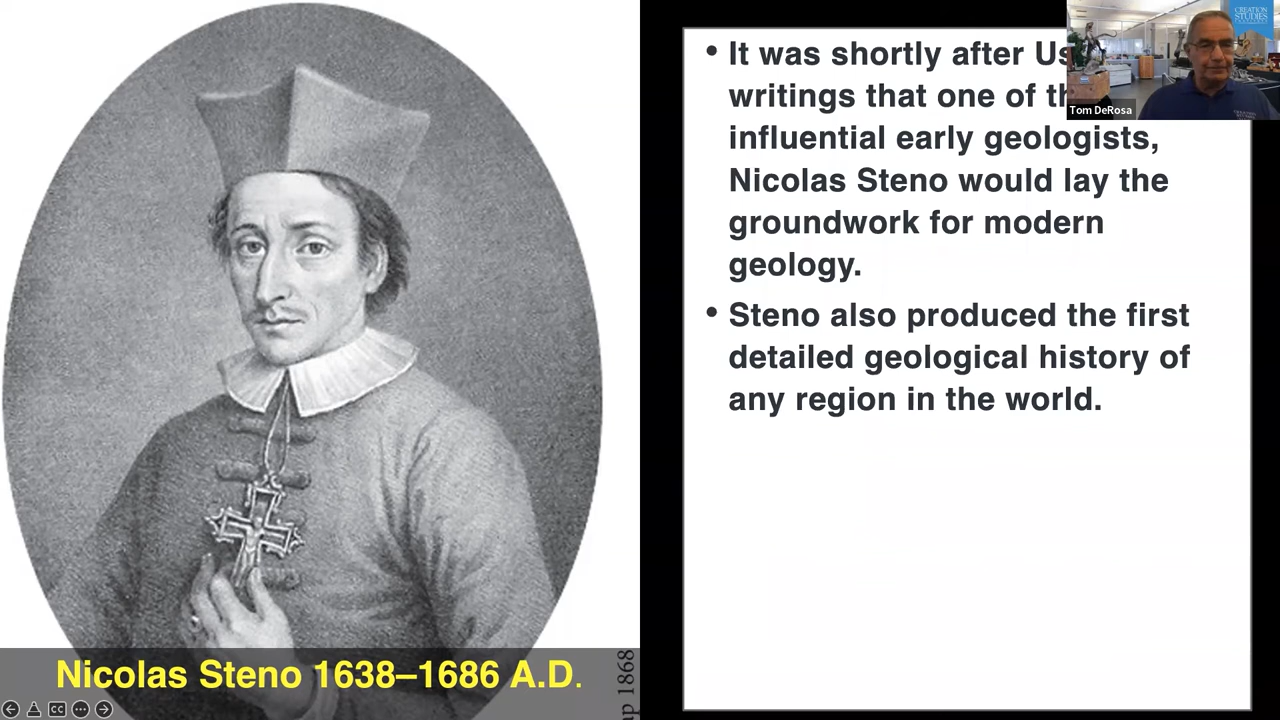 • It was shortly after
writings that one of
influential early geologists,
Nicolas Steno would lay the
groundwork for modern
geology.
• Steno also produced the first
detailed geological history of
any region in the world.
CREATION
STUDIES
Tom DeRosa
Nicolas Steno 1638–1686 A.D.
1868
CC